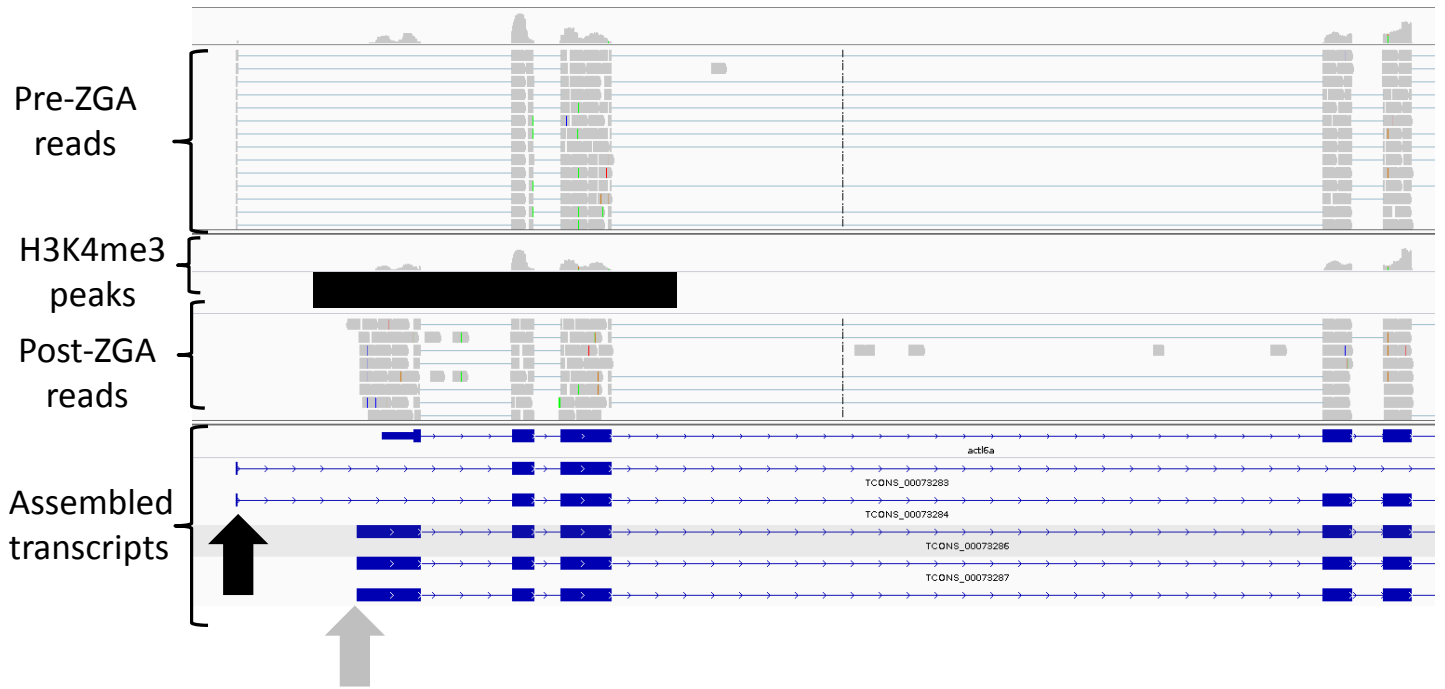 Pre-ZGA
reads
H3K4me3
peaks
Post-ZGA
reads
Assembled
transcripts
actl6a
TCONS_00073283
TCONS_00073284
TCONS_00073286
TCONS_00073287